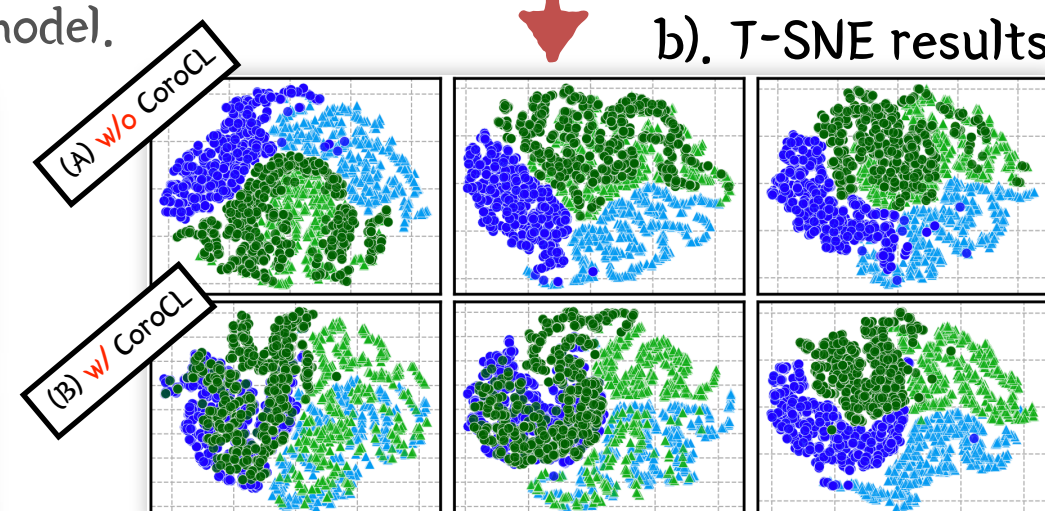 model.
b). T-SNE results
(A) w/o CoroCL
(B) w/ CoroCL